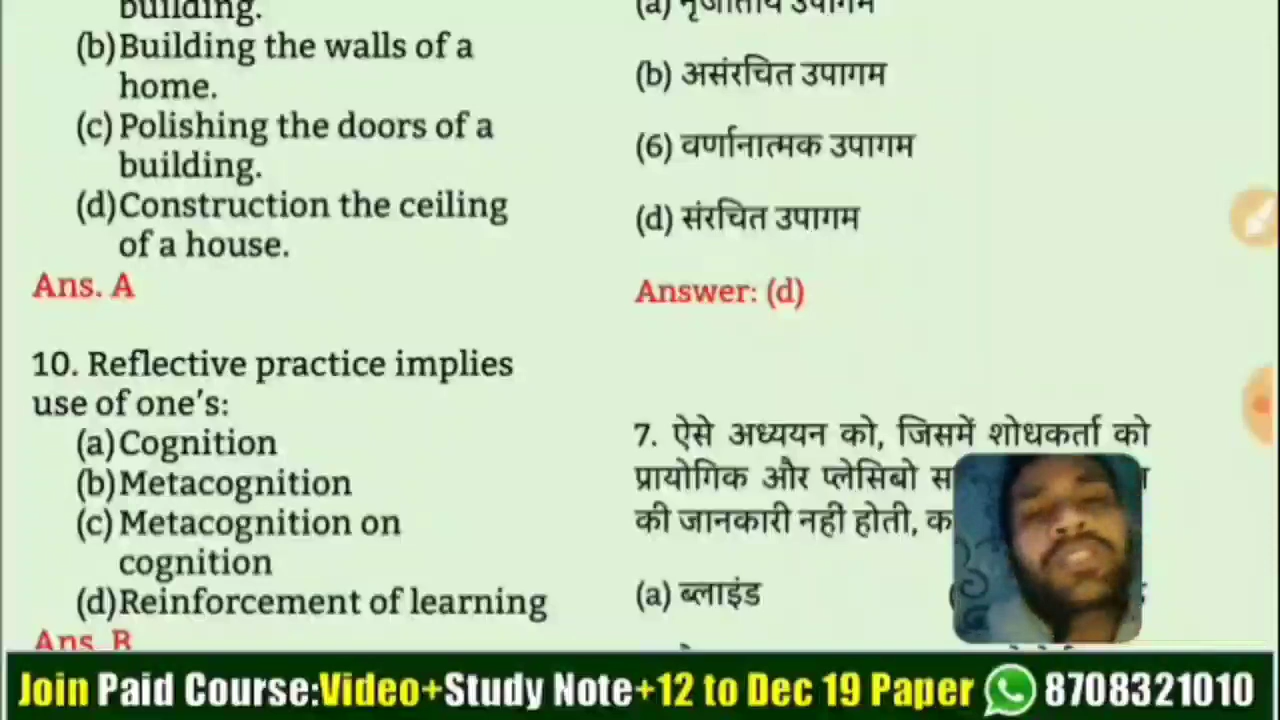 building.
(b) Building the walls of a
home.
(c) Polishing the doors of a
building.
(d) Construction the ceiling
of a house.
Ans. A
10. Reflective practice implies
use of one's:
(a) Cognition
(b) Metacognition
(c) Metacognition on
cognition
(d) Reinforcement of learning
Ans. B
(a) नृजातीय उपागम
(b) असंरचित उपागम
(6) वर्णानात्मक उपागम
(d) संरचित उपागम
Answer: (d)
7. ऐसे अध्ययन को, जिसमें शोधकर्ता को
प्रायोगिक और प्लेसिबो
की जानकारी नही होती,
(a) ब्लाइंड
Join Paid Course:Video+Study Note+12 to Dec 19 Paper 8708321010